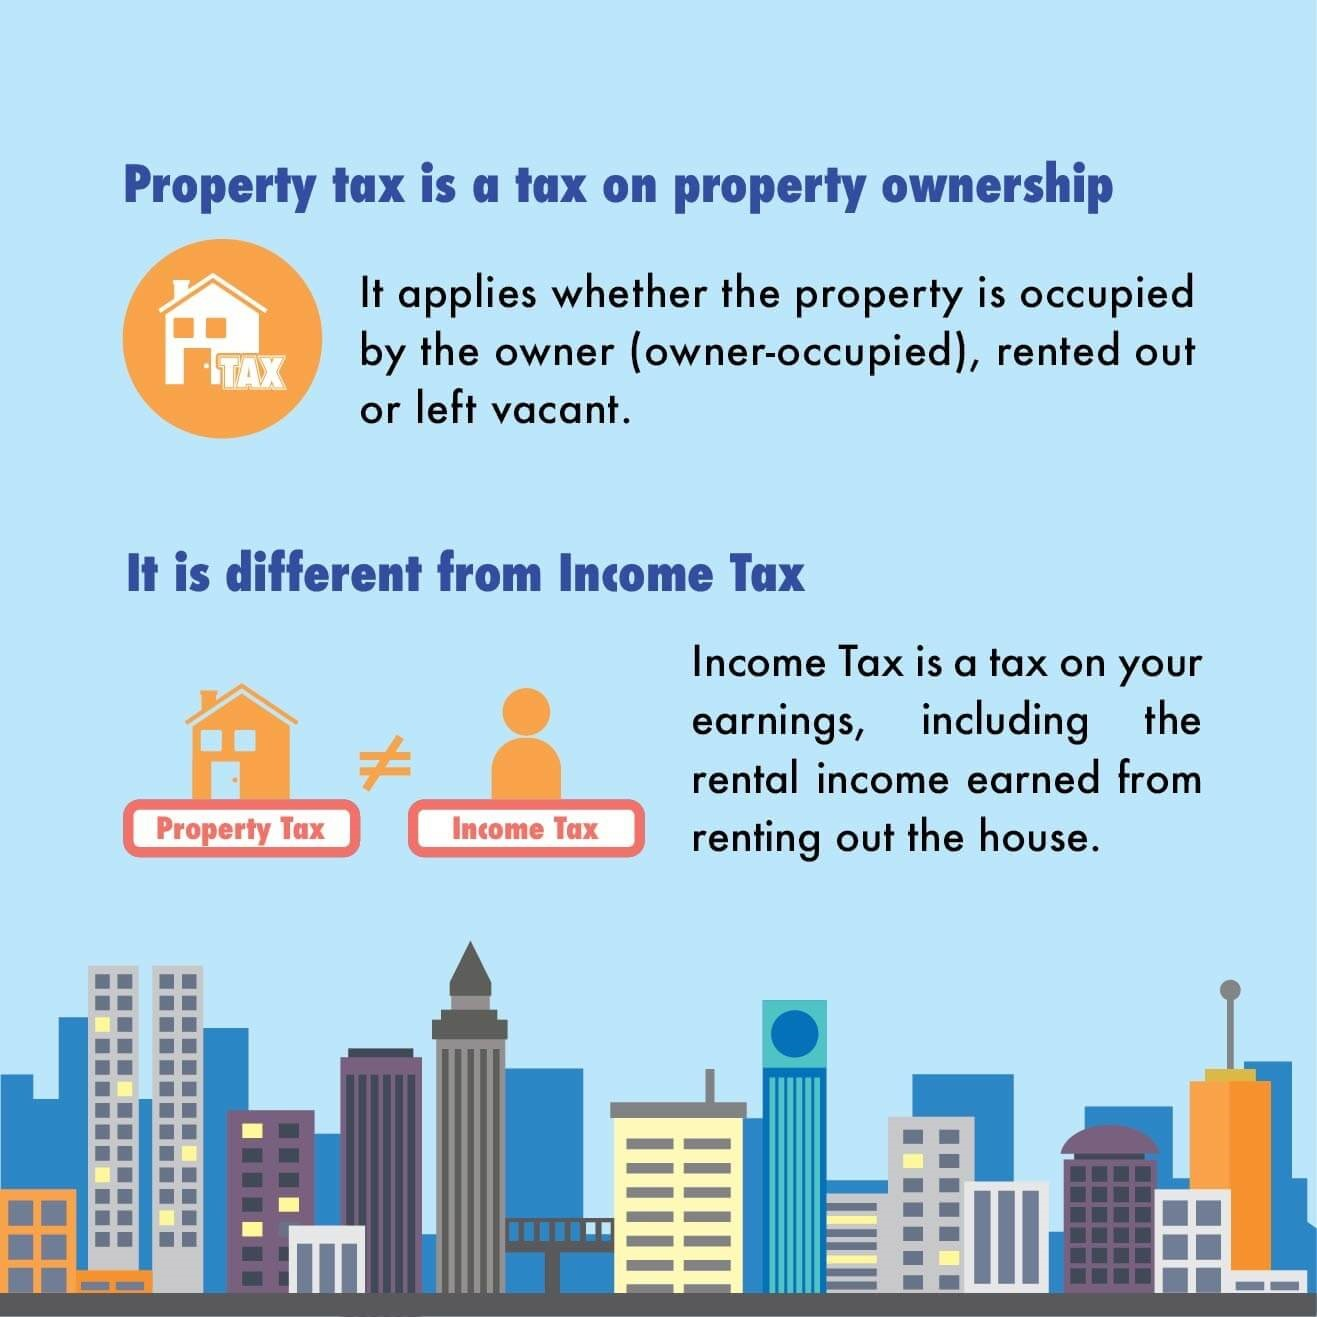 Property tax is a tax on property ownership
TAX
It applies whether the property is occupied
by the owner (owner-occupied), rented out
or left vacant.
It is different from Income Tax
Property Tax
≠
Income Tax
Income Tax is a tax on your
earnings, including the
rental income earned from
renting out the house.